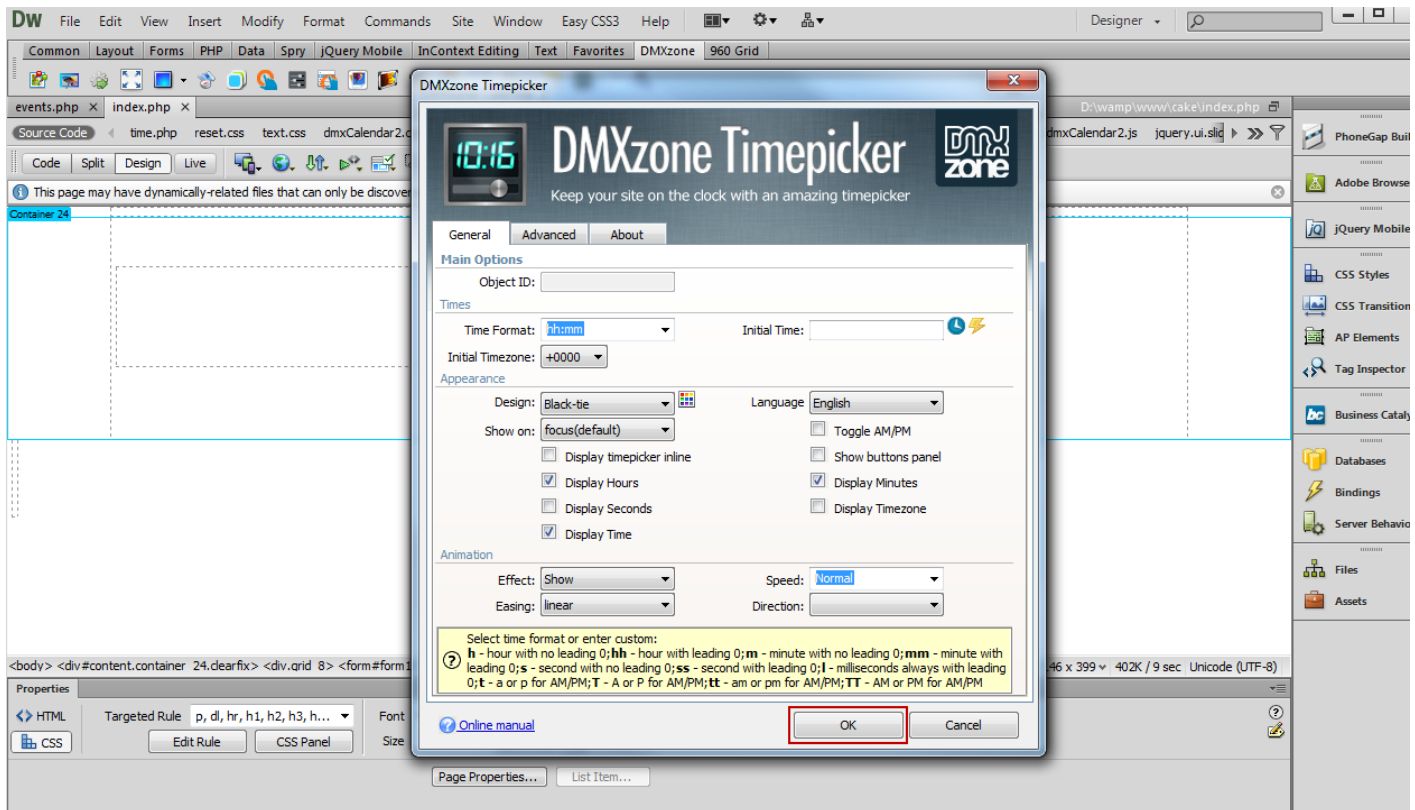 DW File Edit View Insert Modify Format Commands Site Window Easy CSS3 Help Designer
Common Layout Forms PHP Data Spry jQuery Mobile InContext Editing Text Favorites DMXzone 960 Grid
DMXzone Timepicker
events.php index.php D:\wamp\www\cake\index.php
Source Code time.php reset.css text.css dmxCalendar2.c dmxCalendar2.js jquery.ui.slid
Code Split Design Live
This page may have dynamically-related files that can only be discover
Container 24
10:16
DMXzone Timepicker
DMX zone
Keep your site on the clock with an amazing timepicker
General Advanced About
Main Options
Object ID:
Times
Time Format: hh:mm Initial Time:
Initial Timezone: +0000
Appearance
Design: Black-tie Language English
Show on: focus(default) Toggle AM/PM
Display timepicker inline Show buttons panel
Display Hours Display Minutes
Display Seconds Display Timezone
Display Time
Animation
Effect: Show Speed: Normal
Easing: linear Direction:
Select time format or enter custom:
h - hour with no leading 0;hh - hour with leading 0;m - minute with no leading 0;mm - minute with
leading 0;s - second with no leading 0;ss - second with leading 0;l - milliseconds always with leading
0;t - a or p for AM/PM;T - A or P for AM/PM;tt - am or pm for AM/PM;TT - AM or PM for AM/PM
Online manual OK Cancel
PhoneGap Buil
Adobe Browse
jQuery Mobile
CSS Styles
CSS Transition
AP Elements
Tag Inspector
Business Cataly
Databases
Bindings
Server Behavio
Files
Assets
<body> <div#content.container_24.clearfix> <div.grid_8> <form#form1 46 x 399 402K / 9 sec Unicode (UTF-8)
Properties
HTML Targeted Rule p, dl, hr, h1, h2, h3, h... Font
CSS Edit Rule CSS Panel Size
Page Properties... List Item...